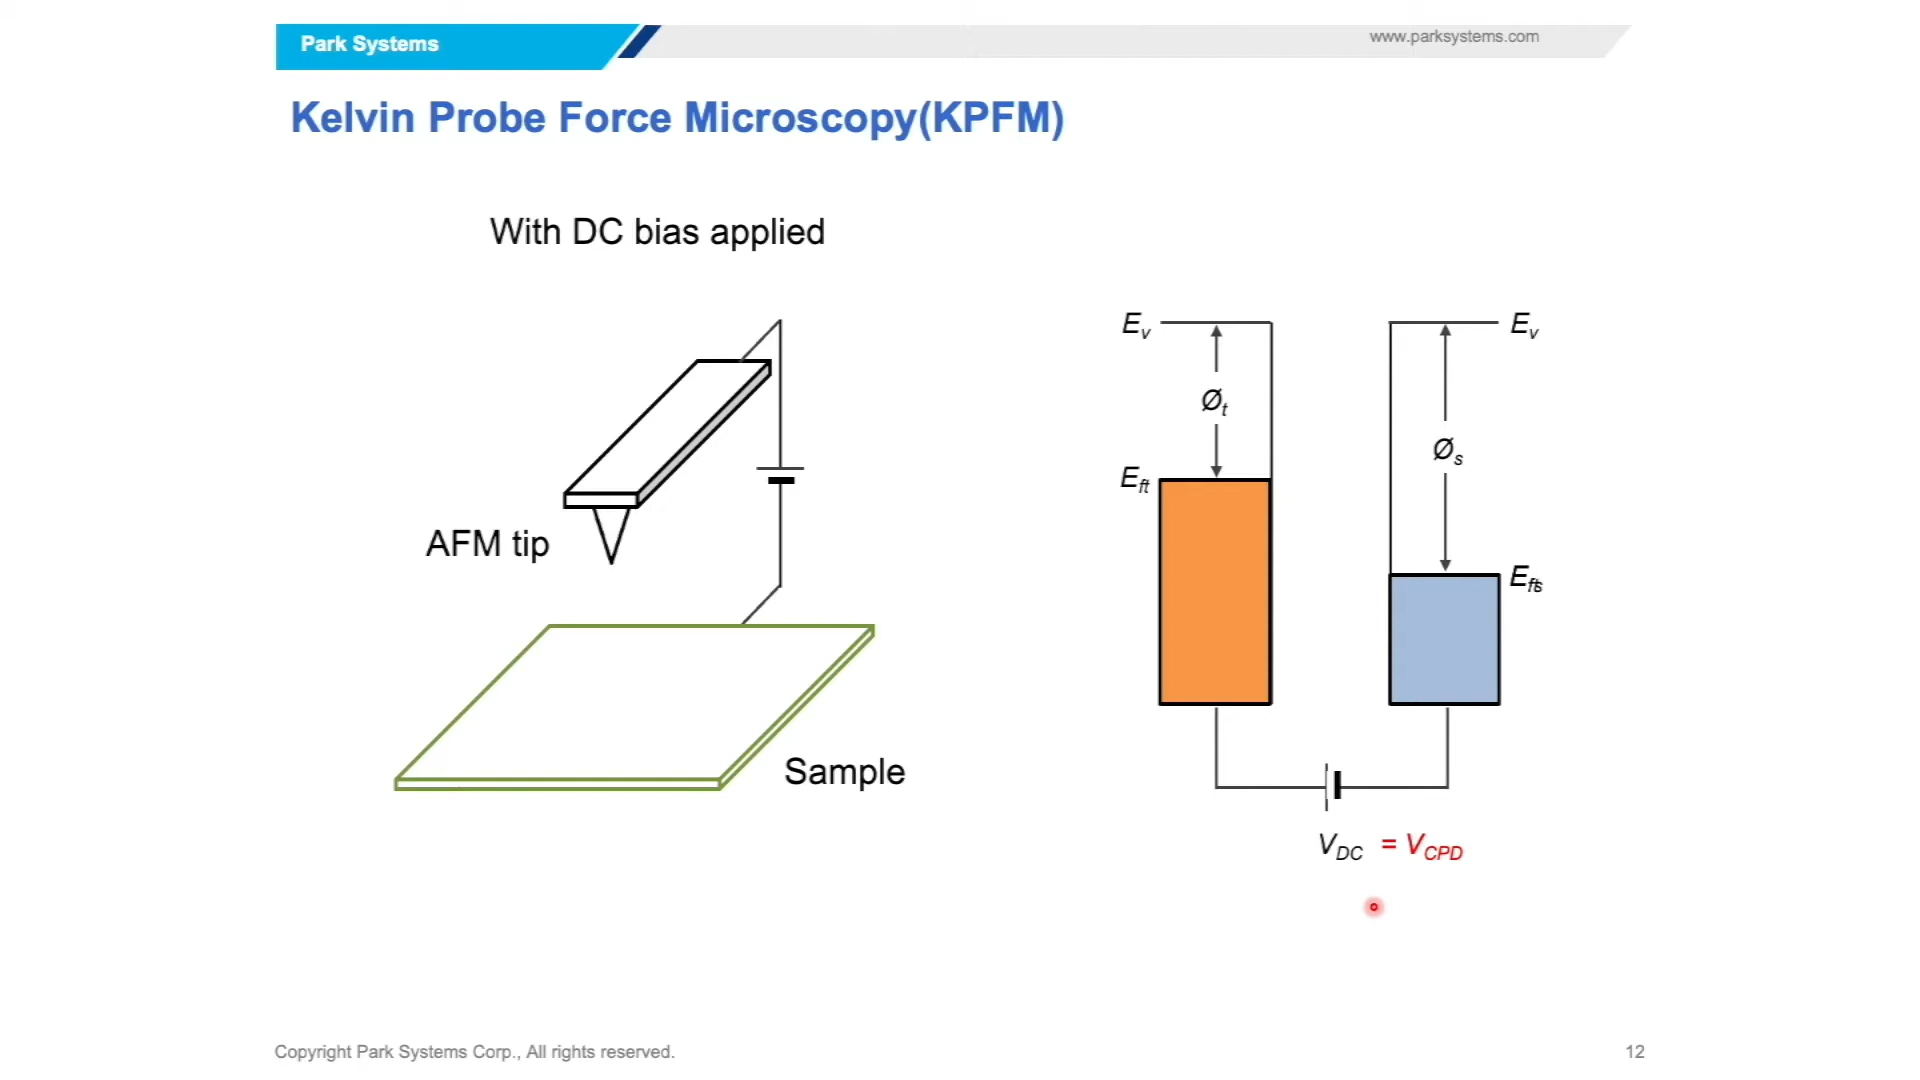 Park Systems
www.parksystems.com
Kelvin Probe Force Microscopy(KPFM)
With DC bias applied
Ev
Ev
Øt
Øs
Eft
AFM tip
Sample
VDC = VCPD
Copyright Park Systems Corp., All rights reserved.
12